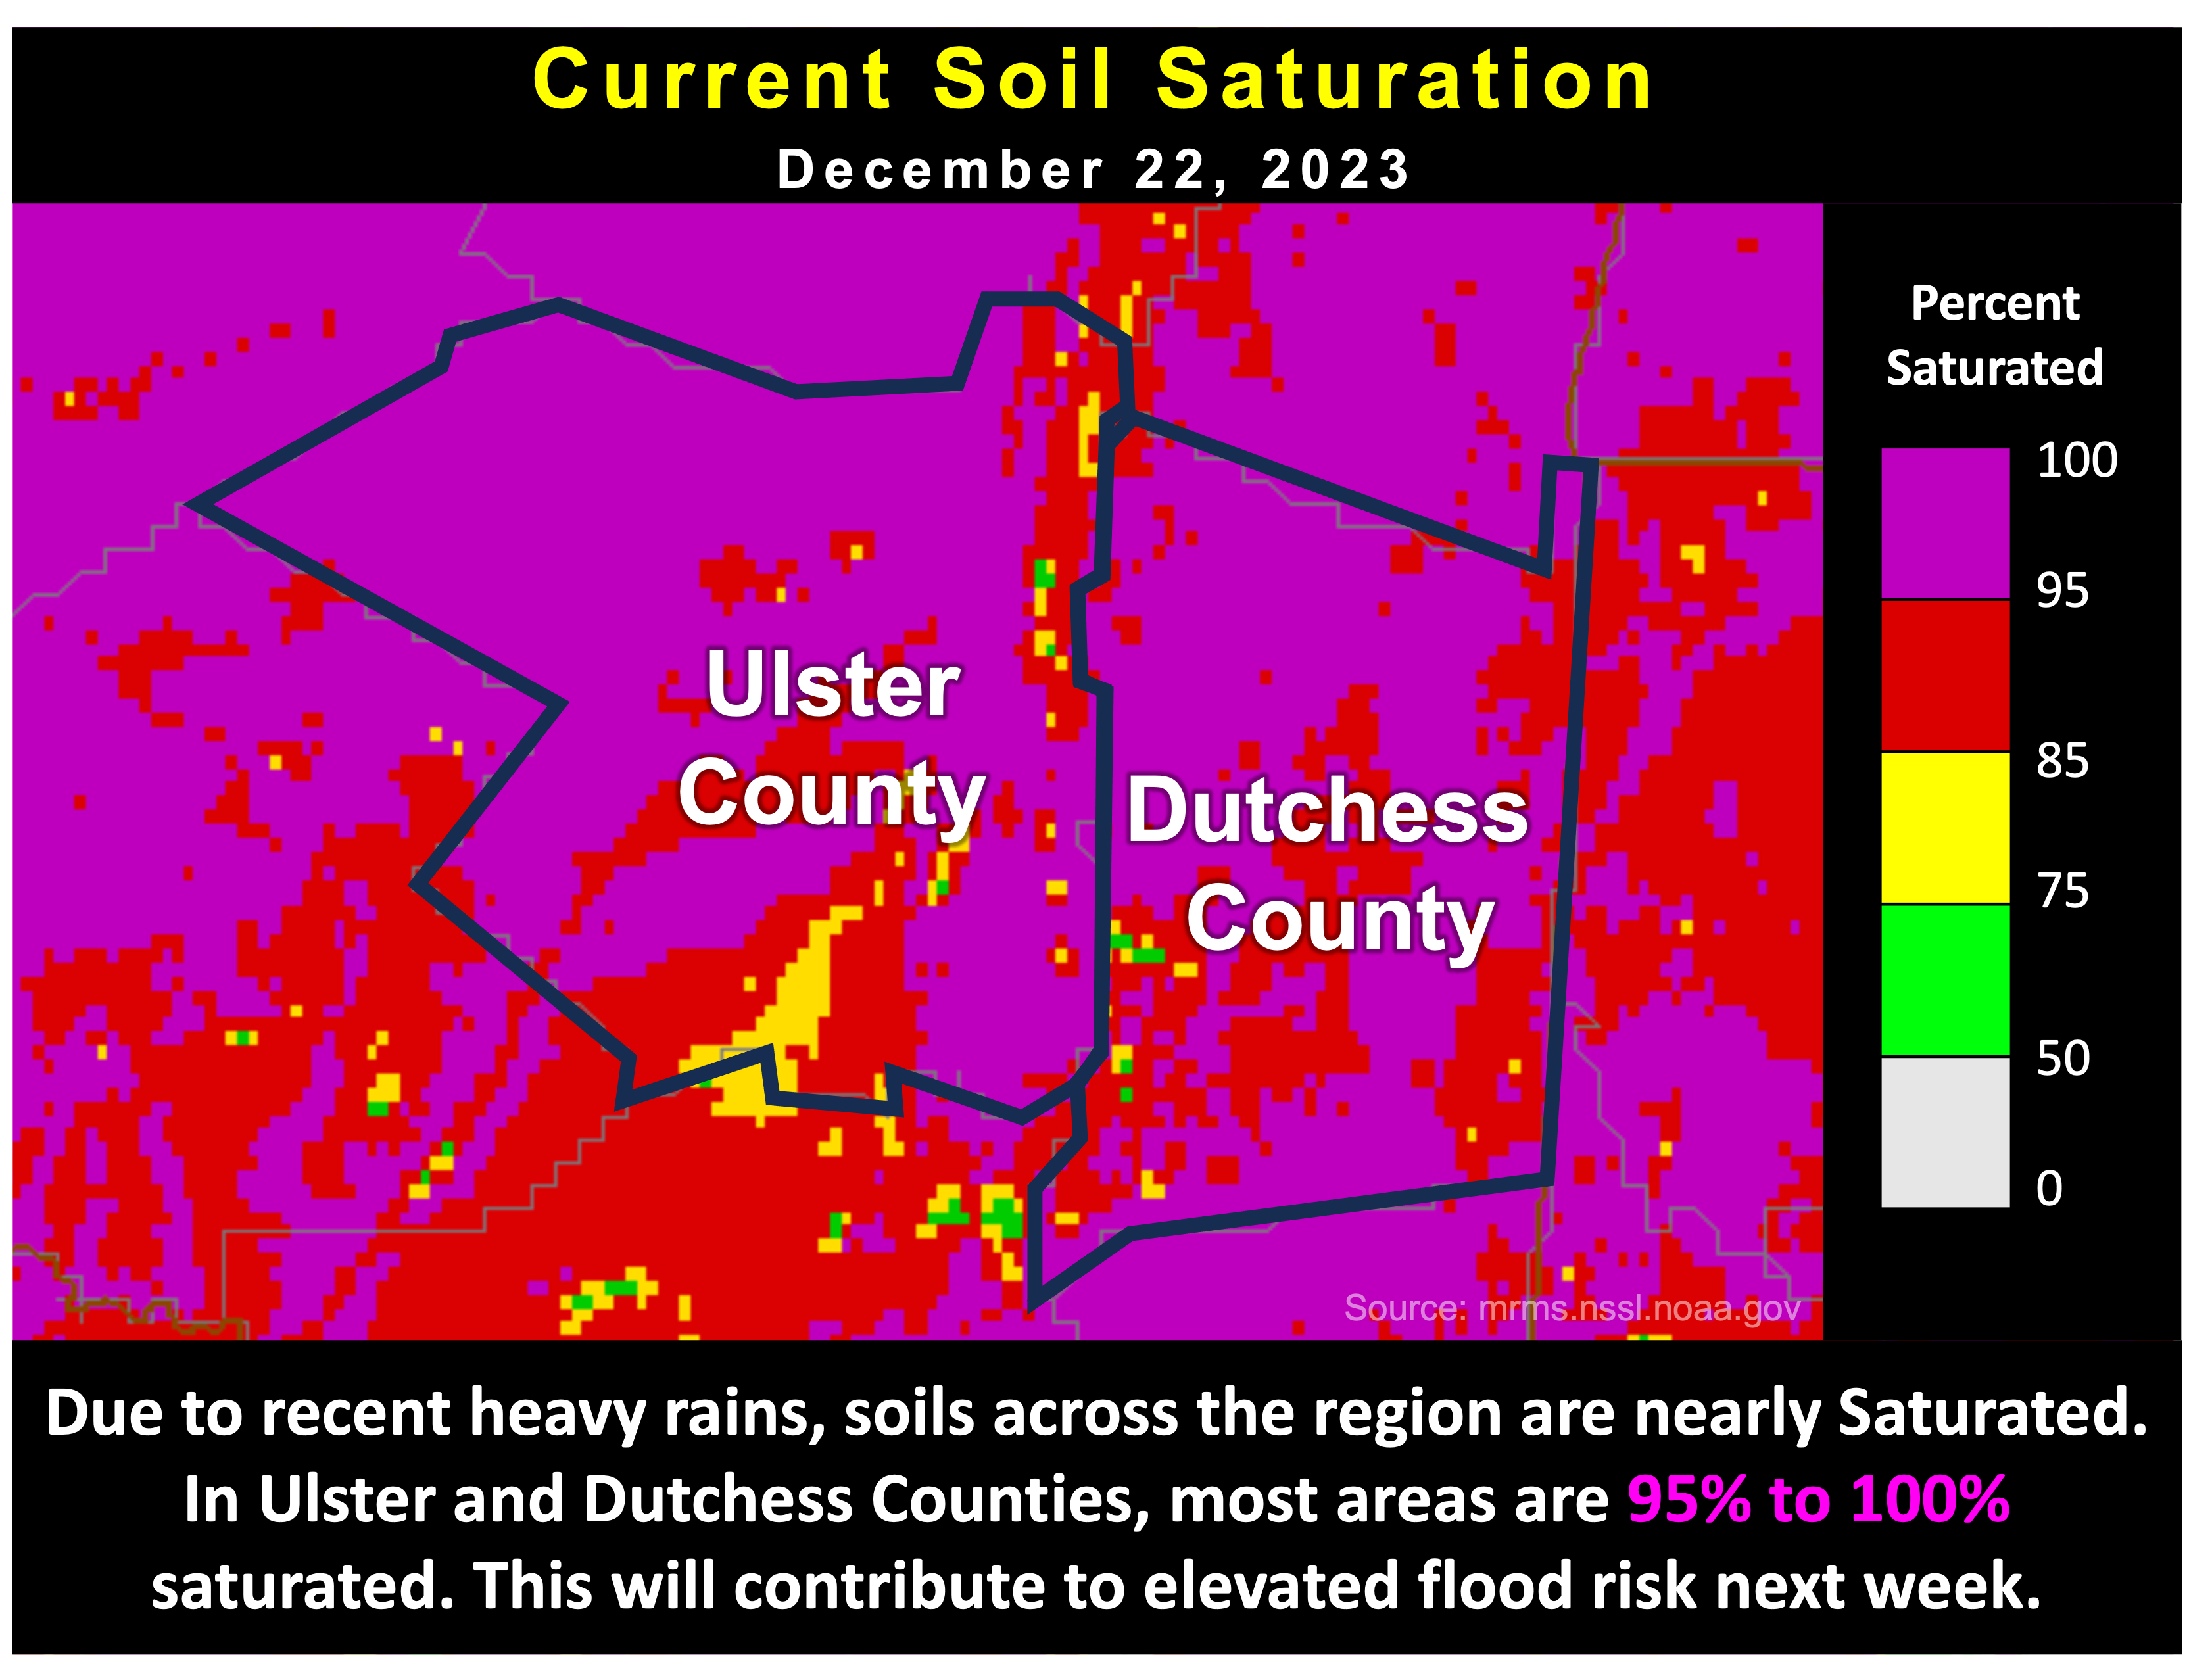 Current Soil Saturation
December 22, 2023
Percent
Saturated
100
95
85
75
50
0
Ulster
County
Dutchess
County
Source: mrms.nssl.noaa.gov
Due to recent heavy rains, soils across the region are nearly Saturated.
In Ulster and Dutchess Counties, most areas are 95% to 100%
saturated. This will contribute to elevated flood risk next week.